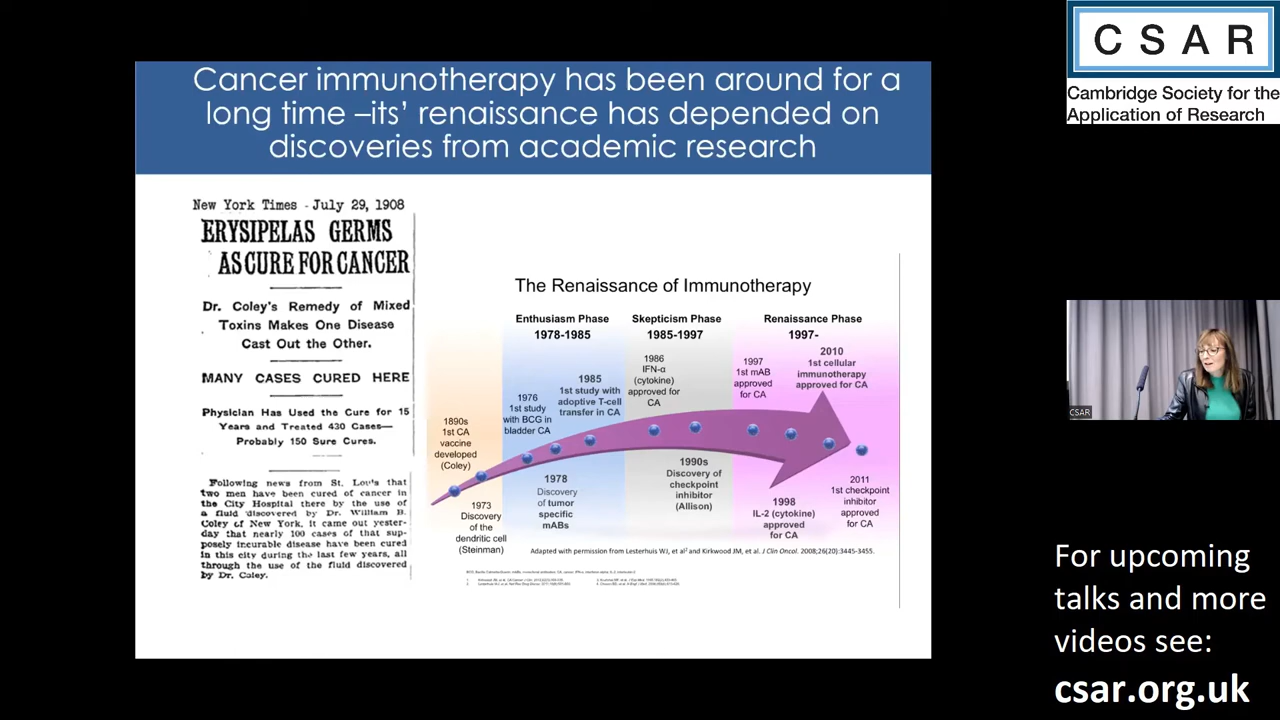 Cancer immunotherapy has been around for a
long time –its’ renaissance has depended on
discoveries from academic research
New York Times - July 29, 1908
ERYSIPELAS GERMS
AS CURE FOR CANCER
Dr. Coley's Remedy of Mixed
Toxins Makes One Disease
Cast Out the Other.
MANY CASES CURED HERE
Physician Has Used the Cure for 15
Years and Treated 430 Cases—
Probably 150 Sure Cures.
Following news from St. Louis that
two men have been cured of cancer in
the City Hospital there by the use of
a fluid discovered by Dr. William B.
Coley of New York, it came out yester-
day that nearly 100 cases of that sup-
posedly incurable disease have been cured
in this city during the last few years, all
through the use of the fluid discovered
by Dr. Coley.
The Renaissance of Immunotherapy
Enthusiasm Phase
1978-1985
Skepticism Phase
1985-1997
Renaissance Phase
1997-
1890s
1st CA
vaccine
developed
(Coley)
1973
Discovery
of the
dendritic cell
(Steinman)
1976
1st study
with BCG in
bladder CA
1978
Discovery
of tumor
specific
mABs
1985
1st study with
adoptive T-cell
transfer in CA
1986
IFN-α
(cytokine)
approved for
CA
1990s
Discovery of
checkpoint
inhibitor
(Allison)
1997
1st mAB
approved
for CA
1998
IL-2 (cytokine)
approved
for CA
2010
1st cellular
immunotherapy
approved for CA
2011
1st checkpoint
inhibitor
approved
for CA
Adapted with permission from Lesterhuis WJ, et al² and Kirkwood JM, et al. J Clin Oncol. 2008;26(20):3445-3455.
C S A R
Cambridge Society for the
Application of Research
CSAR
For upcoming
talks and more
videos see:
csar.org.uk